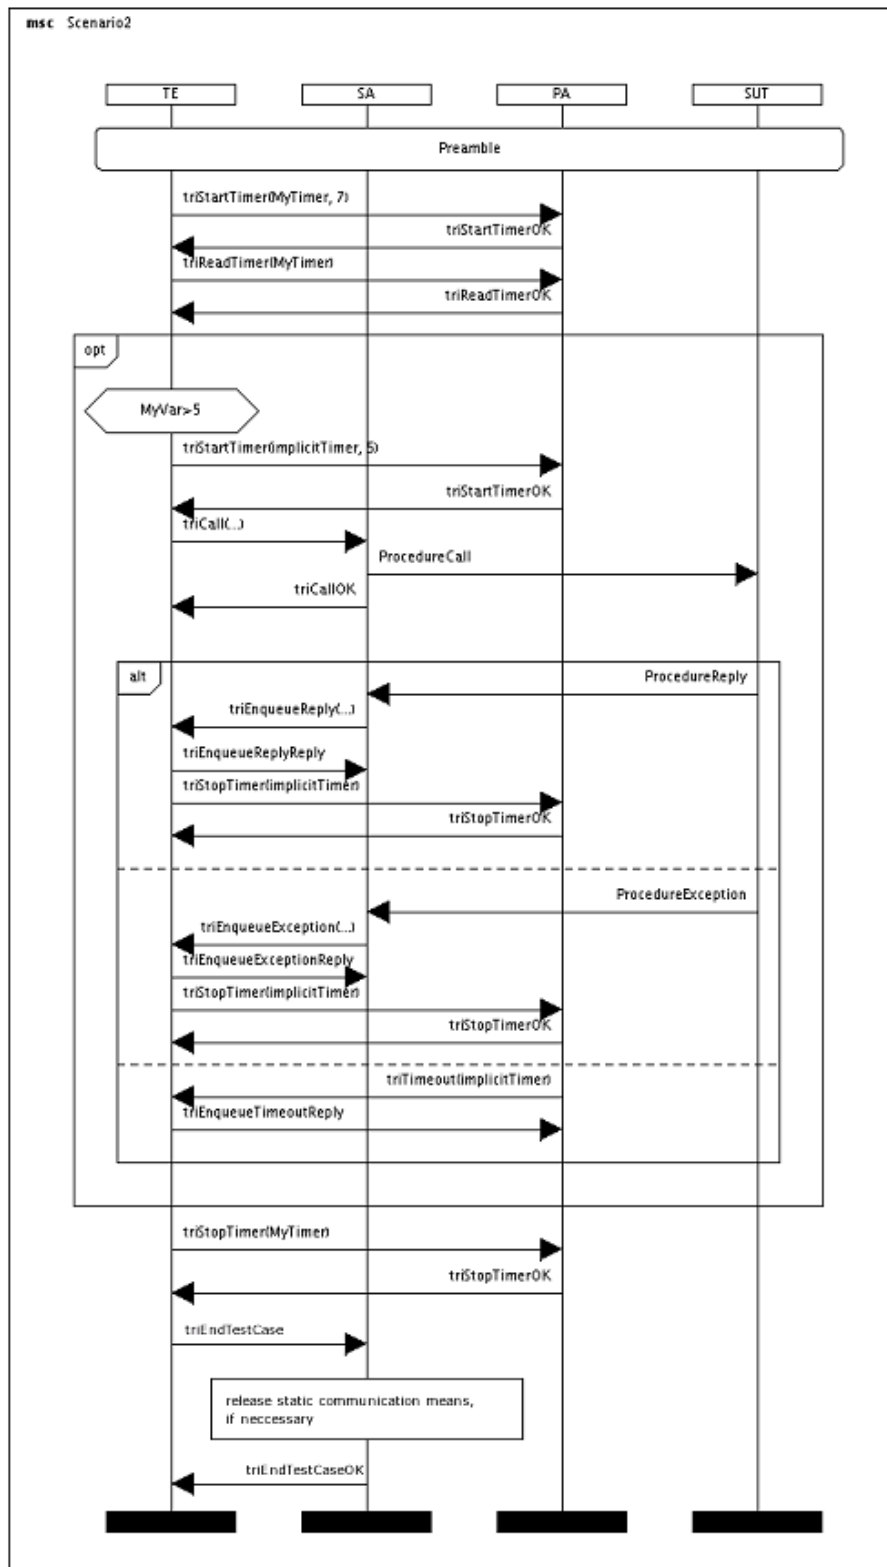 msc Scenario2
TE SA PA SUT
Preamble
triStartTimer(MyTimer, 7)
triStartTimerOK
triReadTimer(MyTimer)
triReadTimerOK
opt
MyVar>5
triStartTimer(implicitTimer, 5)
triStartTimerOK
triCall(...)
ProcedureCall
triCallOK
alt
ProcedureReply
triEnqueueReply(...)
triEnqueueReplyReply
triStopTimer(implicitTimer)
triStopTimerOK
ProcedureException
triEnqueueException(...)
triEnqueueExceptionReply
triStopTimer(implicitTimer)
triStopTimerOK
triTimeout(implicitTimer)
triEnqueueTimeoutReply
triStopTimer(MyTimer)
triStopTimerOK
triEndTestCase
release static communication means,
if neccessary
triEndTestCaseOK